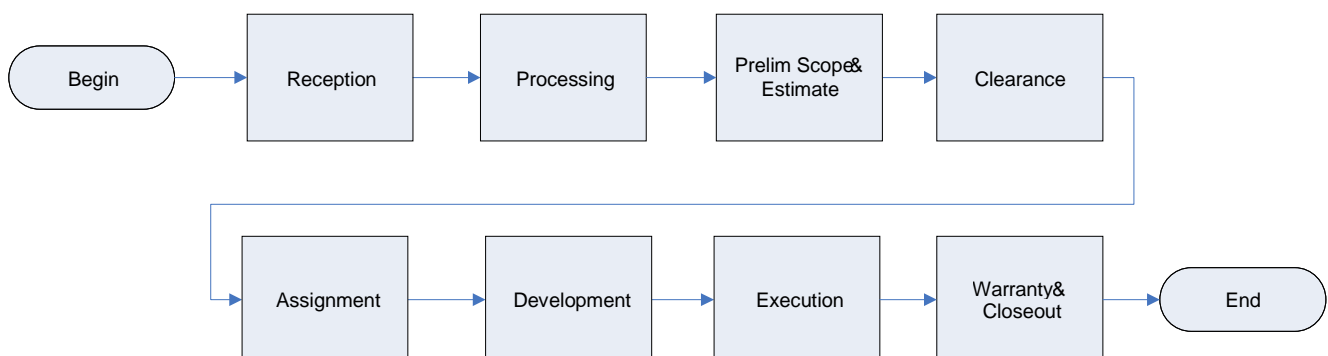 Begin
Reception
Processing
Prelim Scope&
Estimate
Clearance
Assignment
Development
Execution
Warranty&
Closeout
End